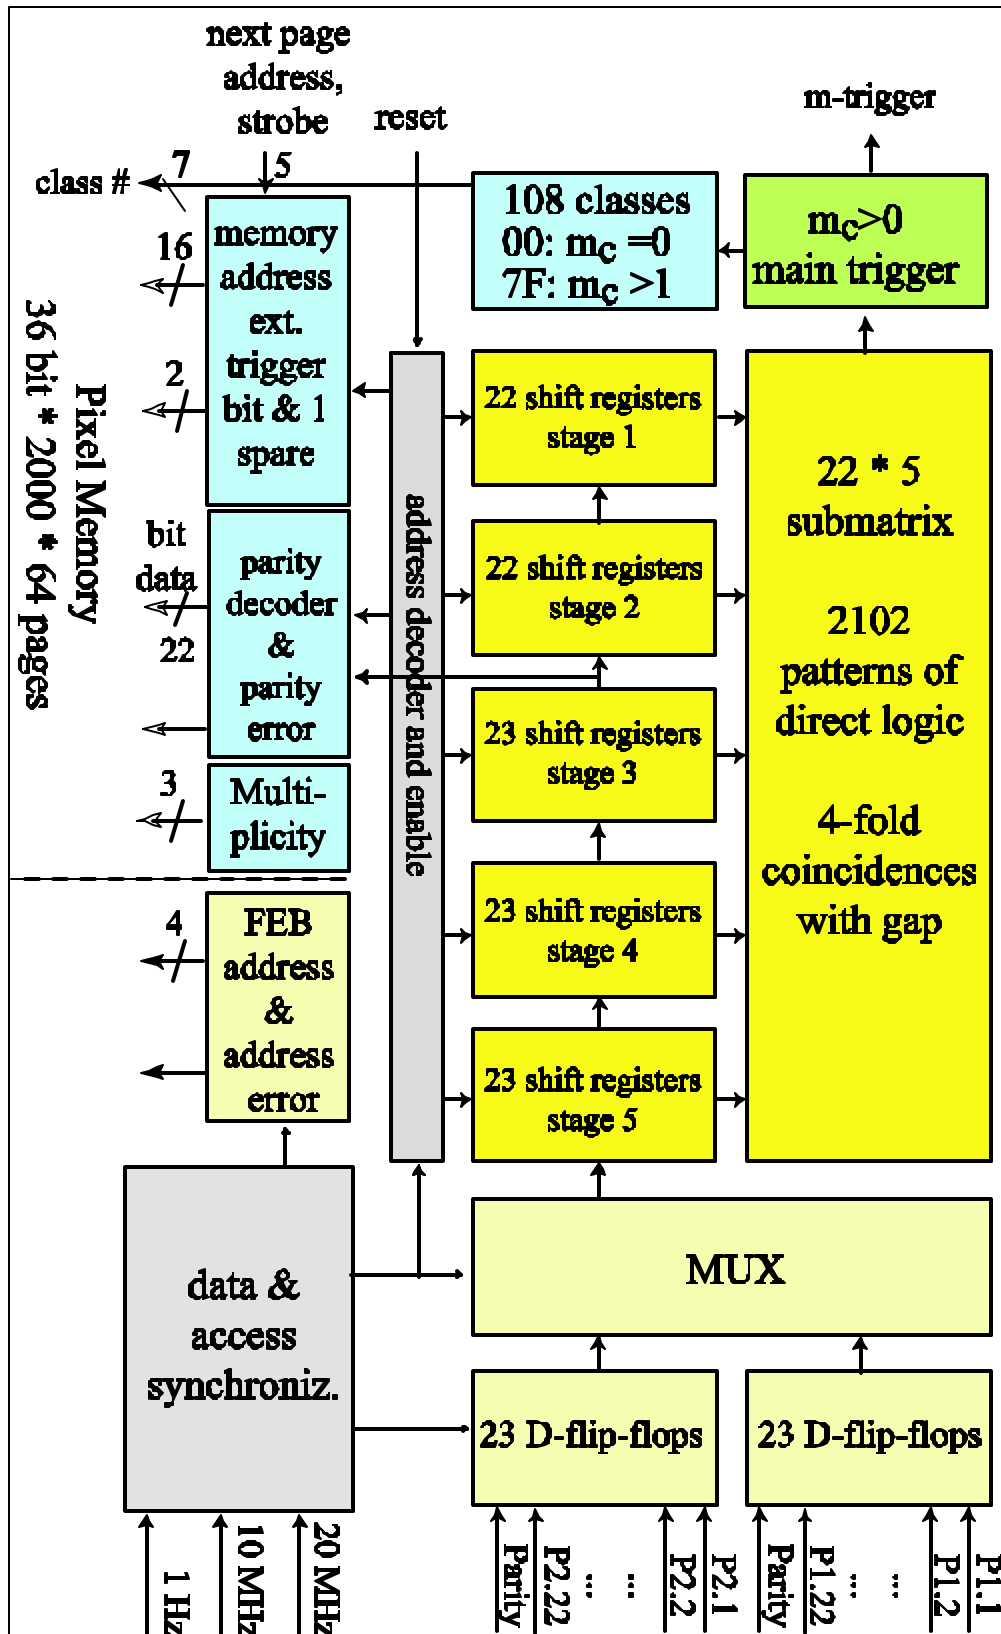 next page
address,
strobe
reset
m-trigger
class #
7
5
16
2
bit
data
22
3
4
memory
address
ext.
trigger
bit & 1
spare
parity
decoder
&
parity
error
Multi-
plicity
FEB
address
&
address
error
Pixel Memory
36 bit * 2000 * 64 pages
address decoder and enable
108 classes
00: mC =0
7F: mC >1
mC>0
main trigger
22 shift registers
stage 1
22 shift registers
stage 2
23 shift registers
stage 3
23 shift registers
stage 4
23 shift registers
stage 5
22 * 5
submatrix
2102
patterns of
direct logic
4-fold
coincidences
with gap
data &
access
synchroniz.
MUX
23 D-flip-flops
23 D-flip-flops
1 Hz
10 MHz
20 MHz
Parity
P2.22
...
...
P2.2
P2.1
Parity
P1.22
...
...
P1.2
P1.1